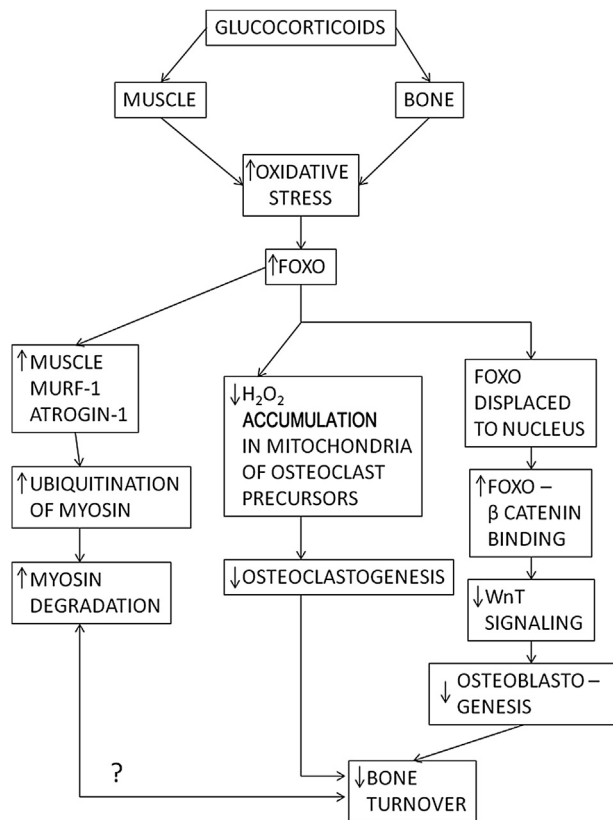 GLUCOCORTICOIDS
MUSCLE
BONE
↑OXIDATIVE
STRESS
↑FOXO
↑MUSCLE
MURF-1
ATROGIN-1
↓H₂O₂
ACCUMULATION
IN MITOCHONDRIA
OF OSTEOCLAST
PRECURSORS
FOXO
DISPLACED
TO NUCLEUS
↑UBIQUITINATION
OF MYOSIN
↑FOXO –
β CATENIN
BINDING
↑MYOSIN
DEGRADATION
↓OSTEOCLASTOGENESIS
↓WnT
SIGNALING
↓OSTEOBLASTO –
GENESIS
?
↓BONE
TURNOVER